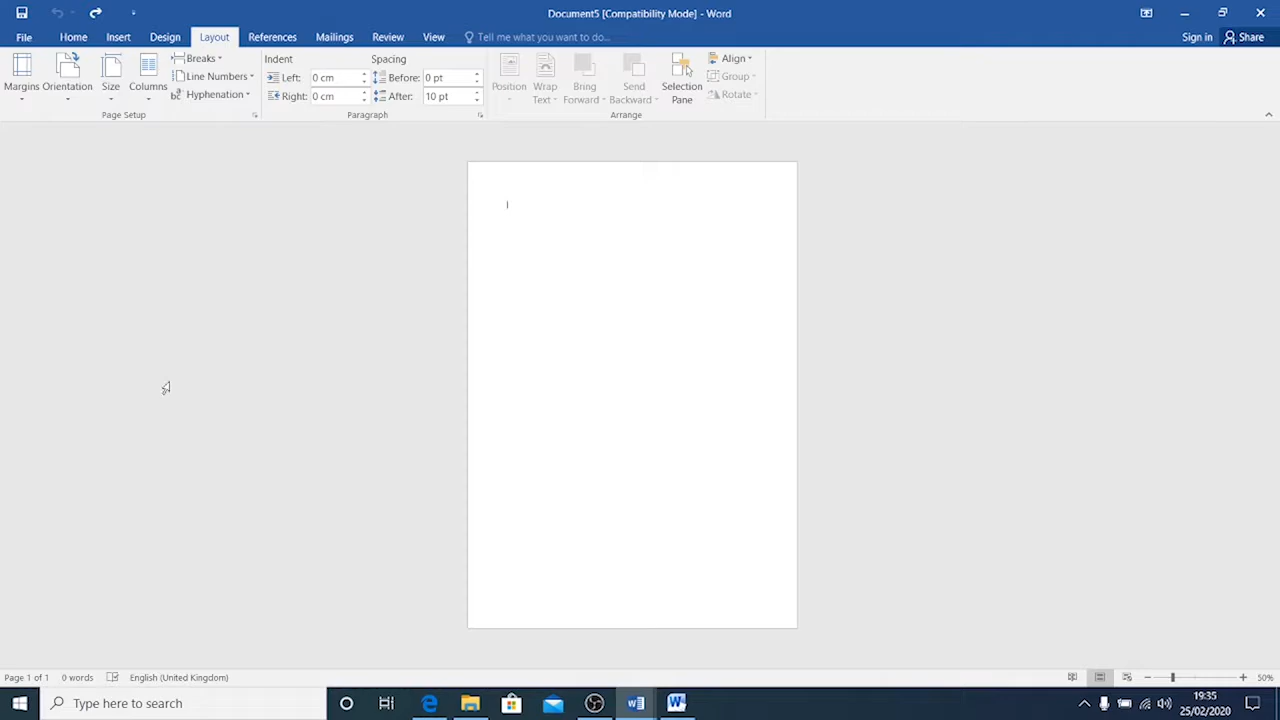 Document5 [Compatibility Mode] - Word
File Home Insert Design Layout References Mailings Review View Tell me what you want to do... Sign in Share
Margins Orientation Size Columns
Breaks
Line Numbers
Hyphenation
Page Setup
Indent
Left: 0 cm
Right: 0 cm
Spacing
Before: 0 pt
After: 10 pt
Paragraph
Position
Wrap
Text
Bring
Forward
Send
Backward
Selection
Pane
Align
Group
Rotate
Arrange
Page 1 of 1 0 words English (United Kingdom) 50%
Type here to search
19:35
25/02/2020